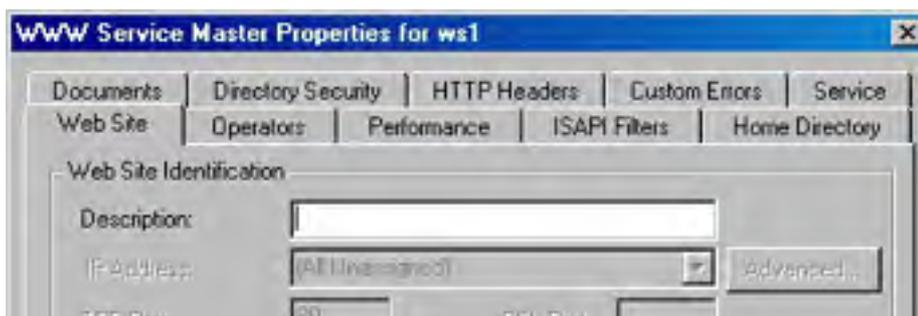 WWW Service Master Properties for ws1
Documents Directory Security HTTP Headers Custom Errors Service
Web Site Operators Performance ISAPI Filters Home Directory
Web Site Identification
Description:
IP Address: (All Unassigned) Advanced...